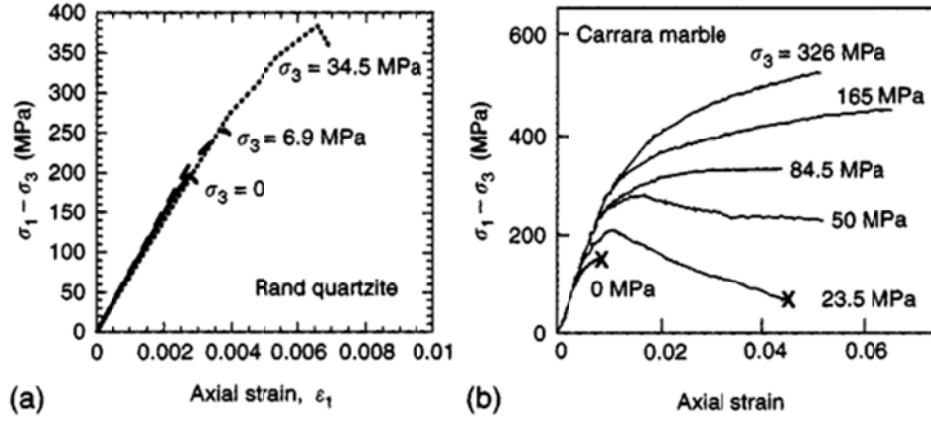 σ₁ – σ₃ (MPa)
400
350
300
250
200
150
100
50
0
σ₃ = 34.5 MPa
σ₃ = 6.9 MPa
σ₃ = 0
Rand quartzite
0 0.002 0.004 0.006 0.008 0.01
(a) Axial strain, ε₁
σ₁ – σ₃ (MPa)
600
400
200
0
Carrara marble
σ₃ = 326 MPa
165 MPa
84.5 MPa
50 MPa
0 MPa
23.5 MPa
0 0.02 0.04 0.06
(b) Axial strain